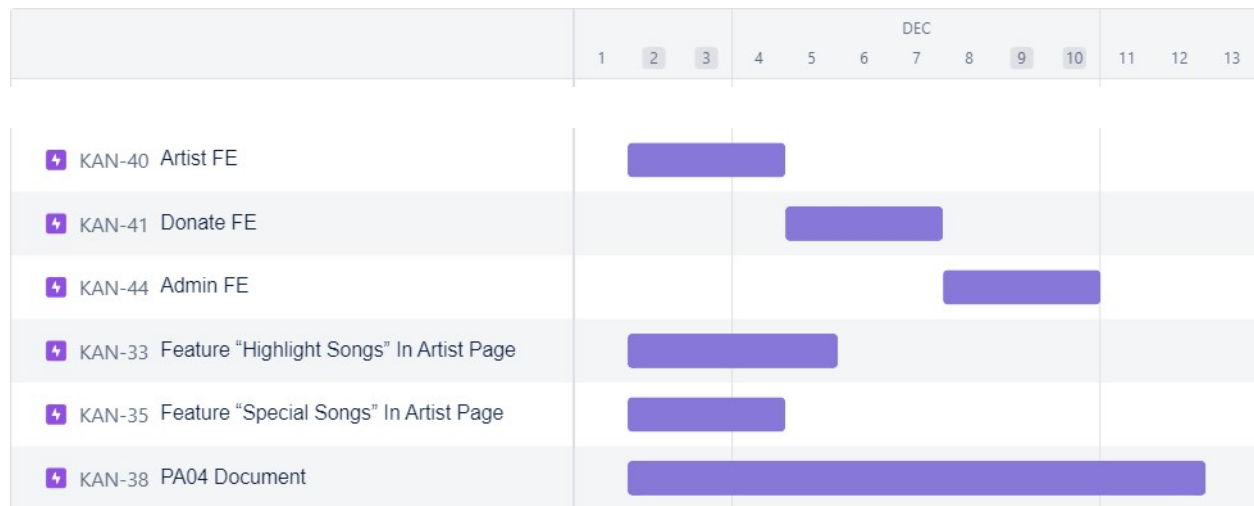 DEC
1 2 3 4 5 6 7 8 9 10 11 12 13
KAN-40 Artist FE
KAN-41 Donate FE
KAN-44 Admin FE
KAN-33 Feature “Highlight Songs” In Artist Page
KAN-35 Feature “Special Songs” In Artist Page
KAN-38 PA04 Document